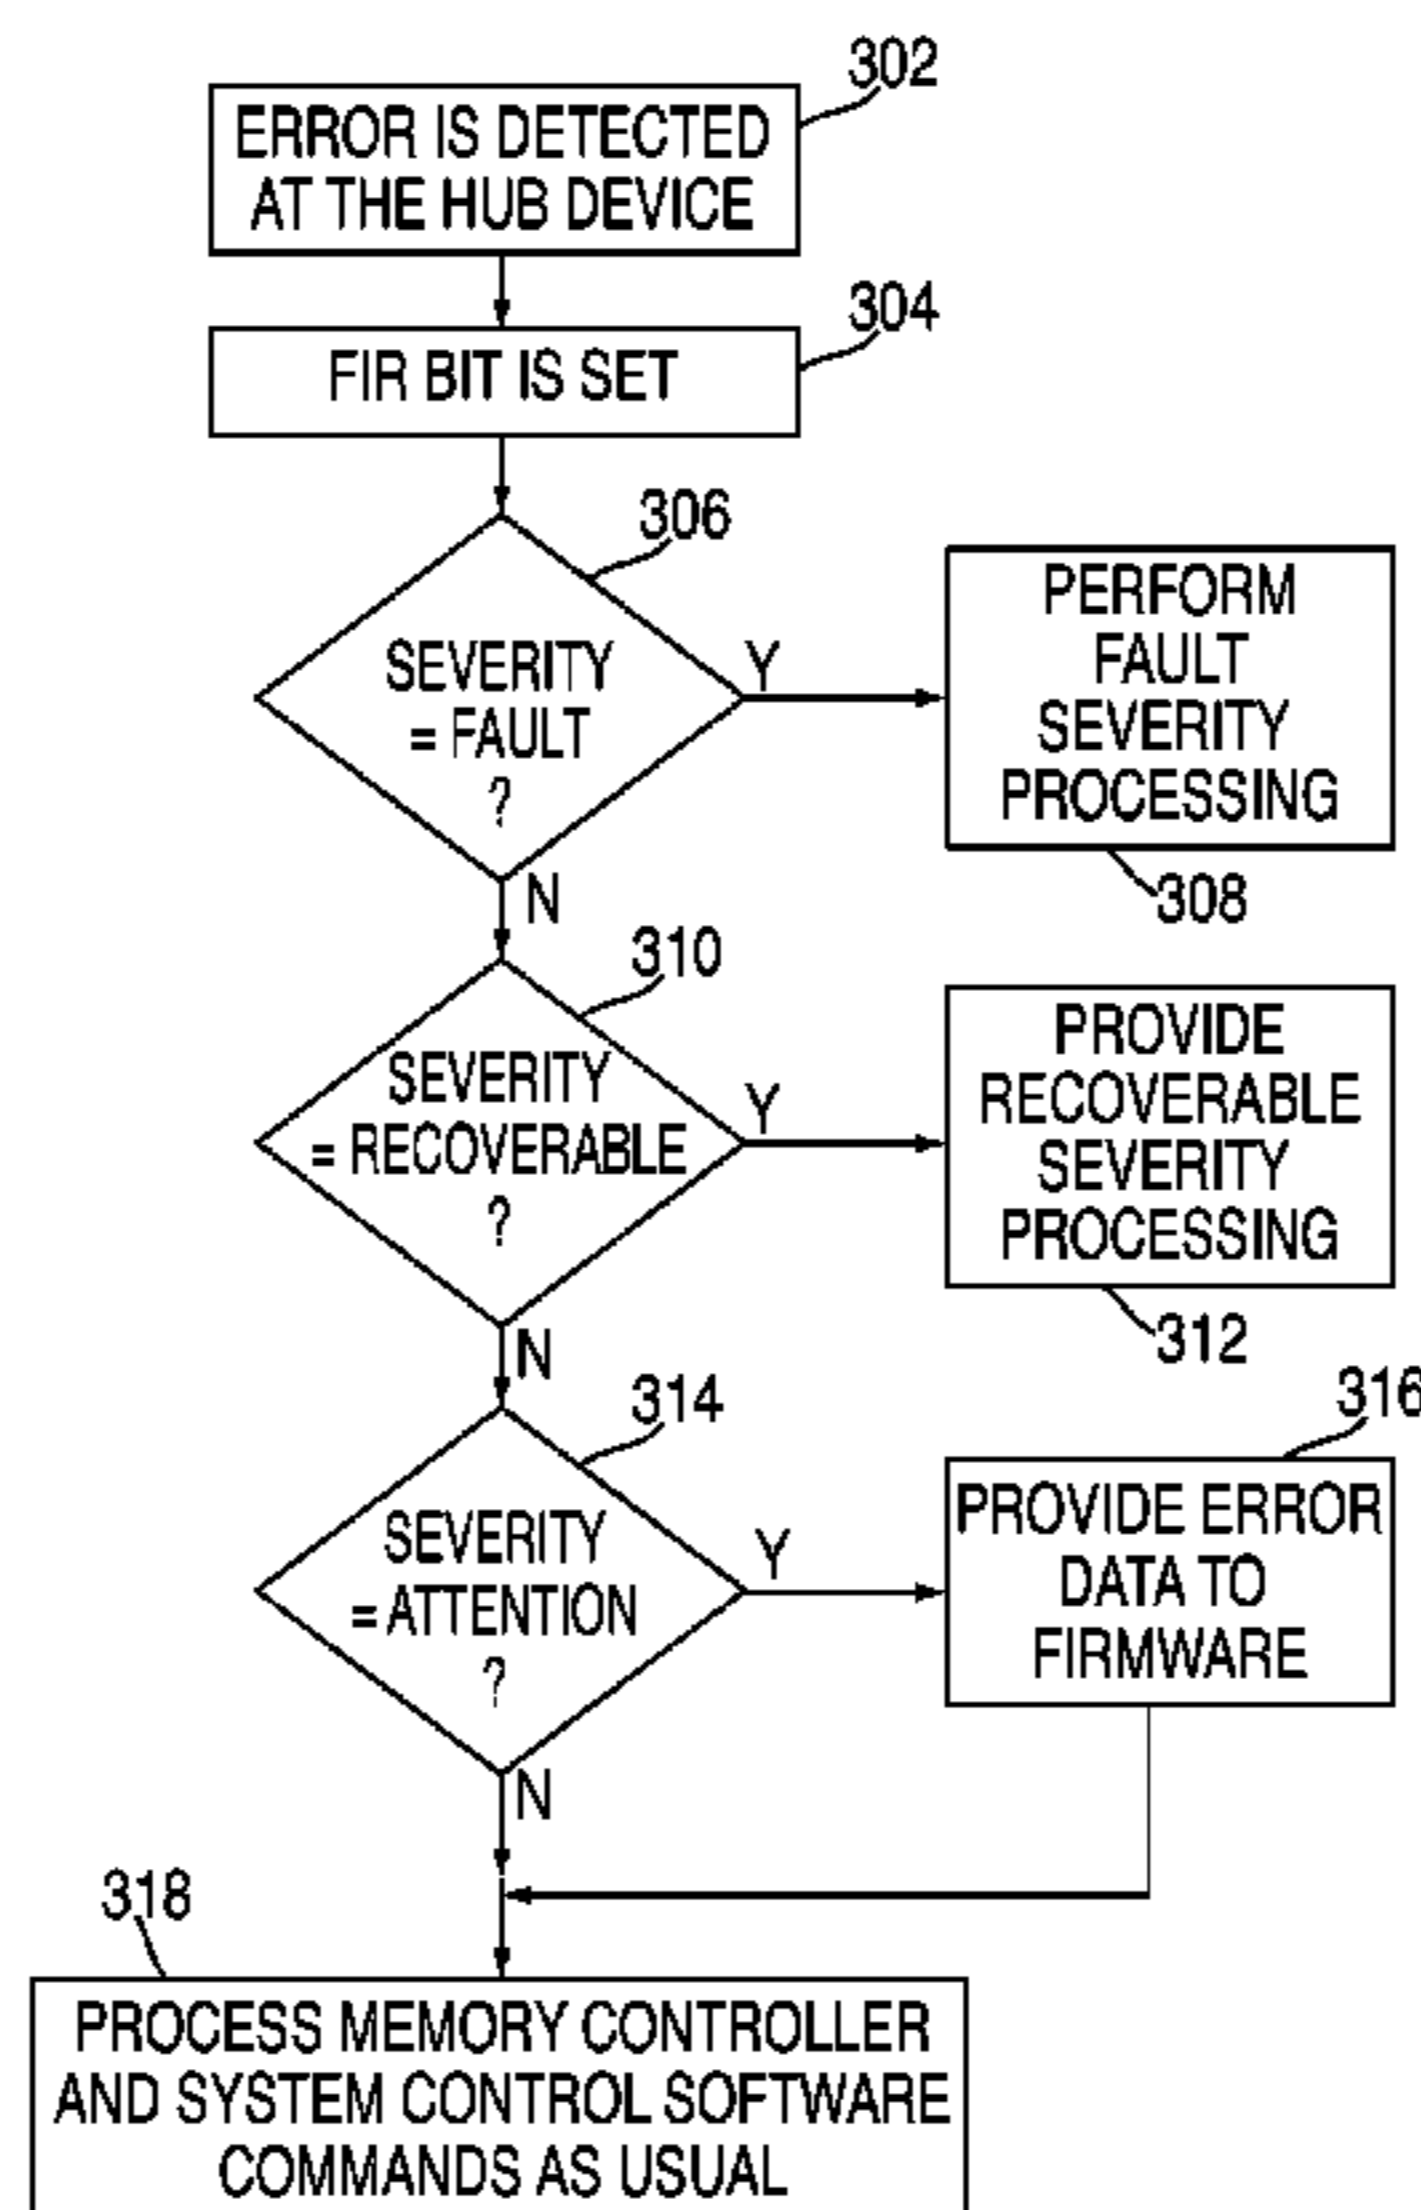 302
ERROR IS DETECTED
AT THE HUB DEVICE
304
FIR BIT IS SET
306
SEVERITY
= FAULT
?
Y
N
PERFORM
FAULT
SEVERITY
PROCESSING
308
310
SEVERITY
= RECOVERABLE
?
Y
N
PROVIDE
RECOVERABLE
SEVERITY
PROCESSING
312
314
SEVERITY
= ATTENTION
?
Y
N
316
PROVIDE ERROR
DATA TO
FIRMWARE
318
PROCESS MEMORY CONTROLLER
AND SYSTEM CONTROL SOFTWARE
COMMANDS AS USUAL